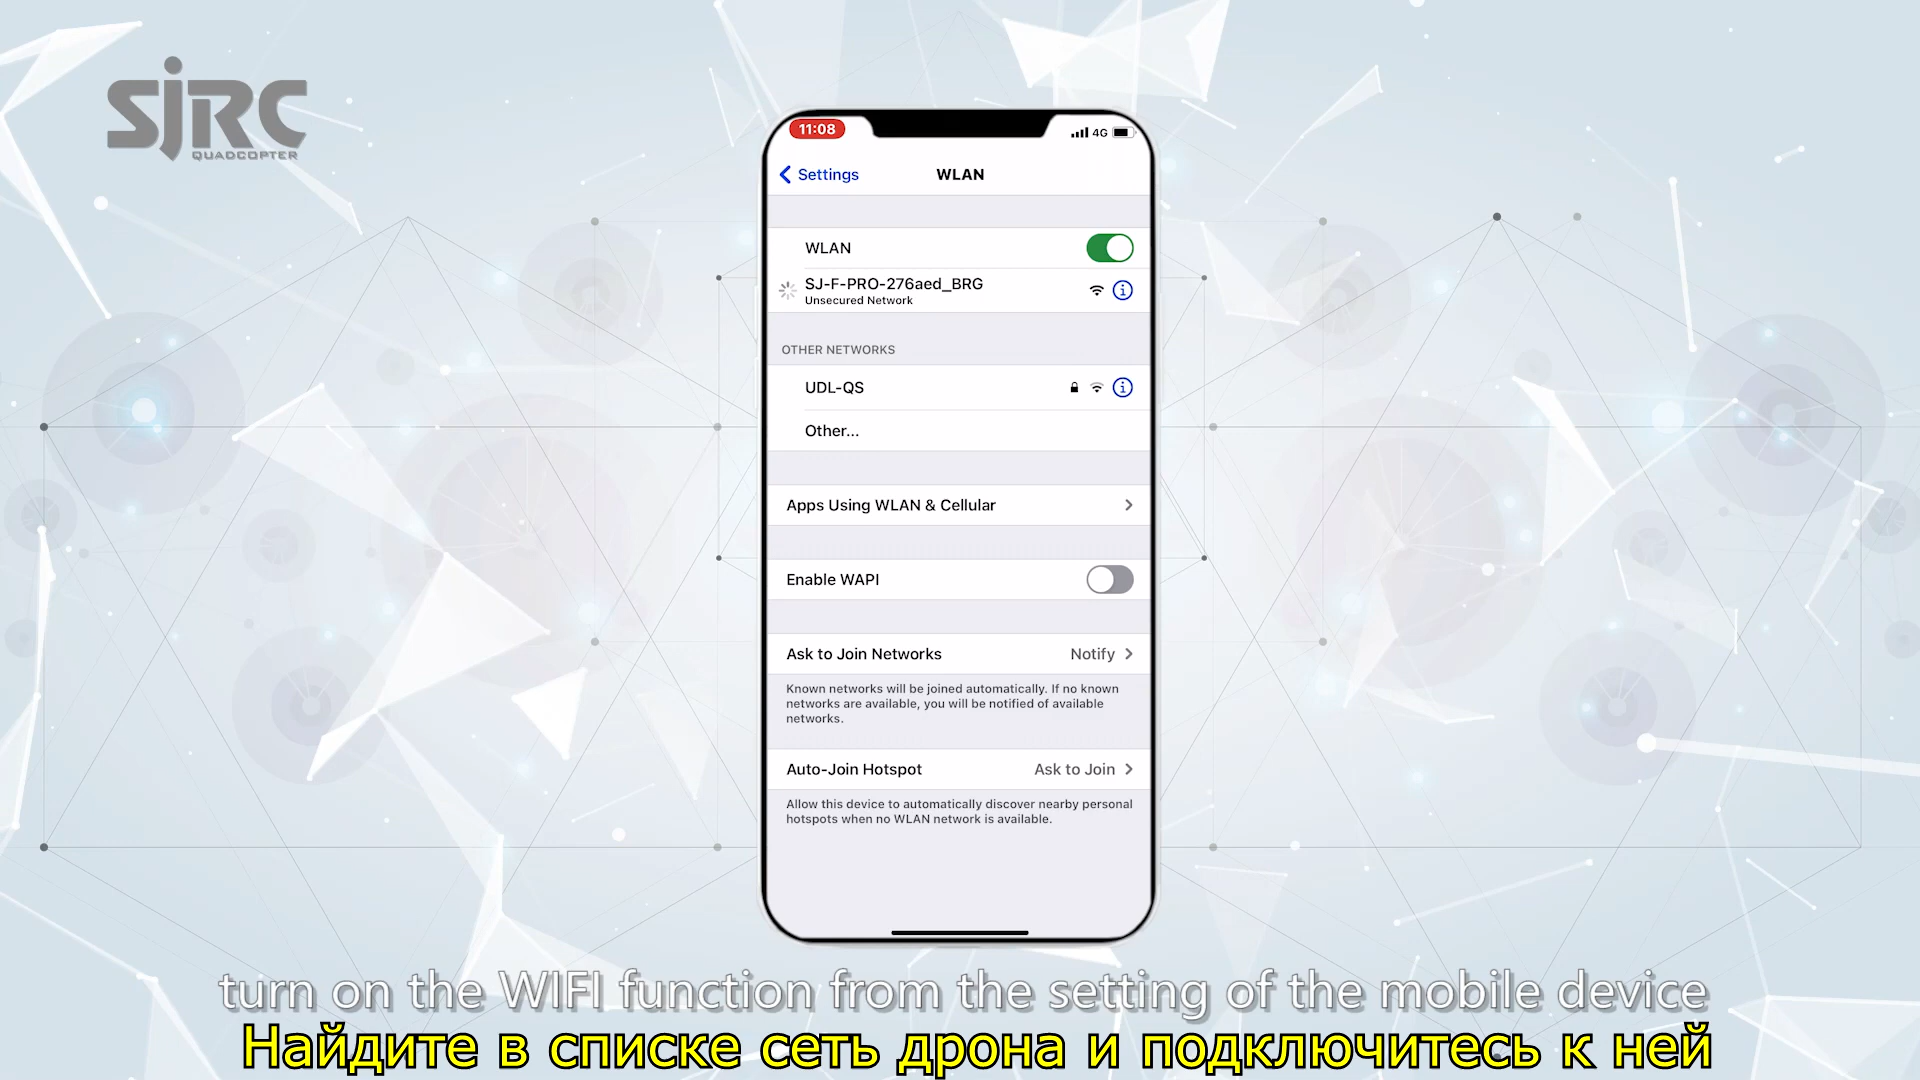 SJRC
QUADCOPTER
11:08
4G
Settings
WLAN
WLAN
SJ-F-PRO-276aed_BRG
Unsecured Network
OTHER NETWORKS
UDL-QS
Other...
Apps Using WLAN & Cellular
Enable WAPI
Ask to Join Networks Notify
Known networks will be joined automatically. If no known
networks are available, you will be notified of available
networks.
Auto-Join Hotspot Ask to Join
Allow this device to automatically discover nearby personal
hotspots when no WLAN network is available.
turn on the WIFI function from the setting of the mobile device
Найдите в списке сеть дрона и подключитесь к ней